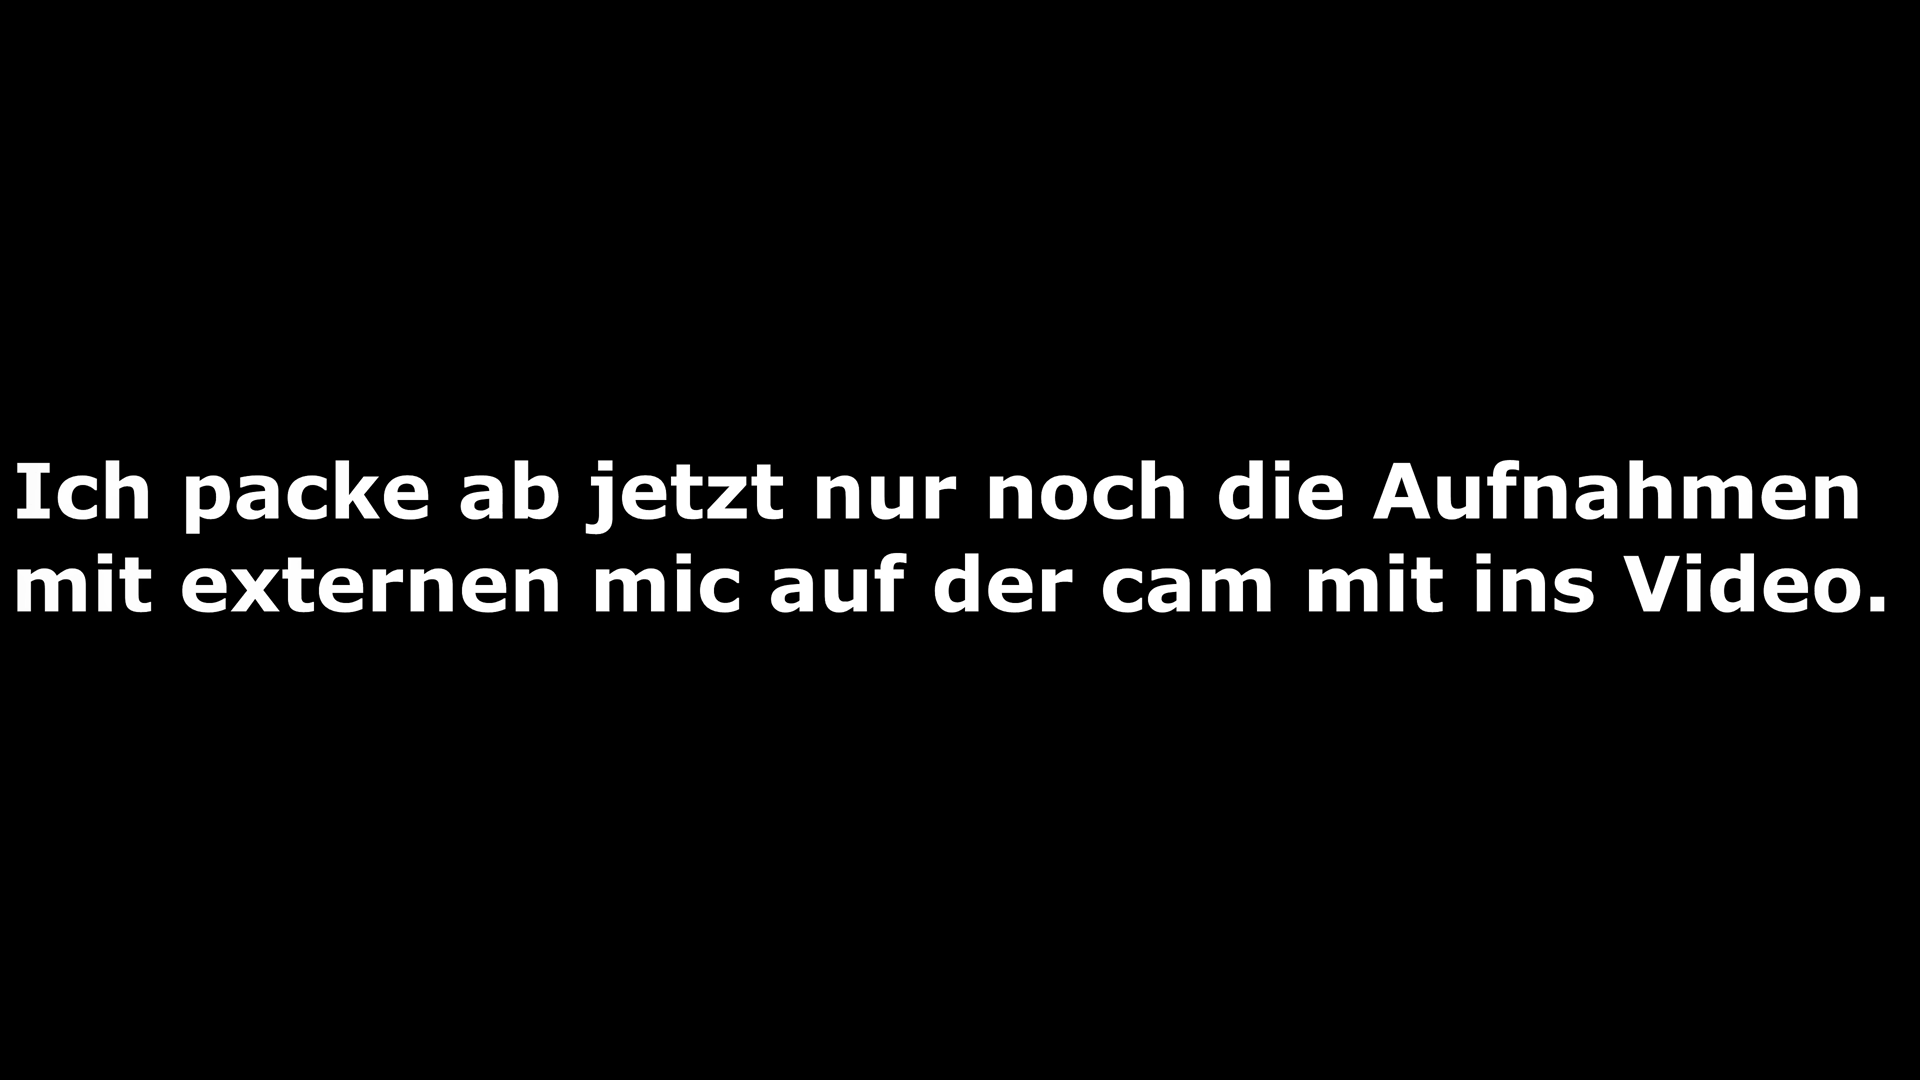 Ich packe ab jetzt nur noch die Aufnahmen
mit externen mic auf der cam mit ins Video.